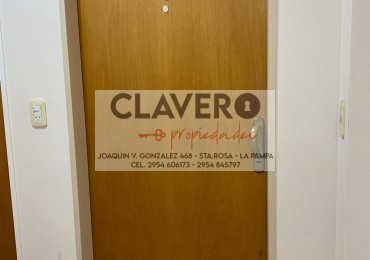 CLAVERO
propiedades
JOAQUIN V. GONZALEZ 468 - STA.ROSA - LA PAMPA
CEL. 2954 606173 - 2954 845797